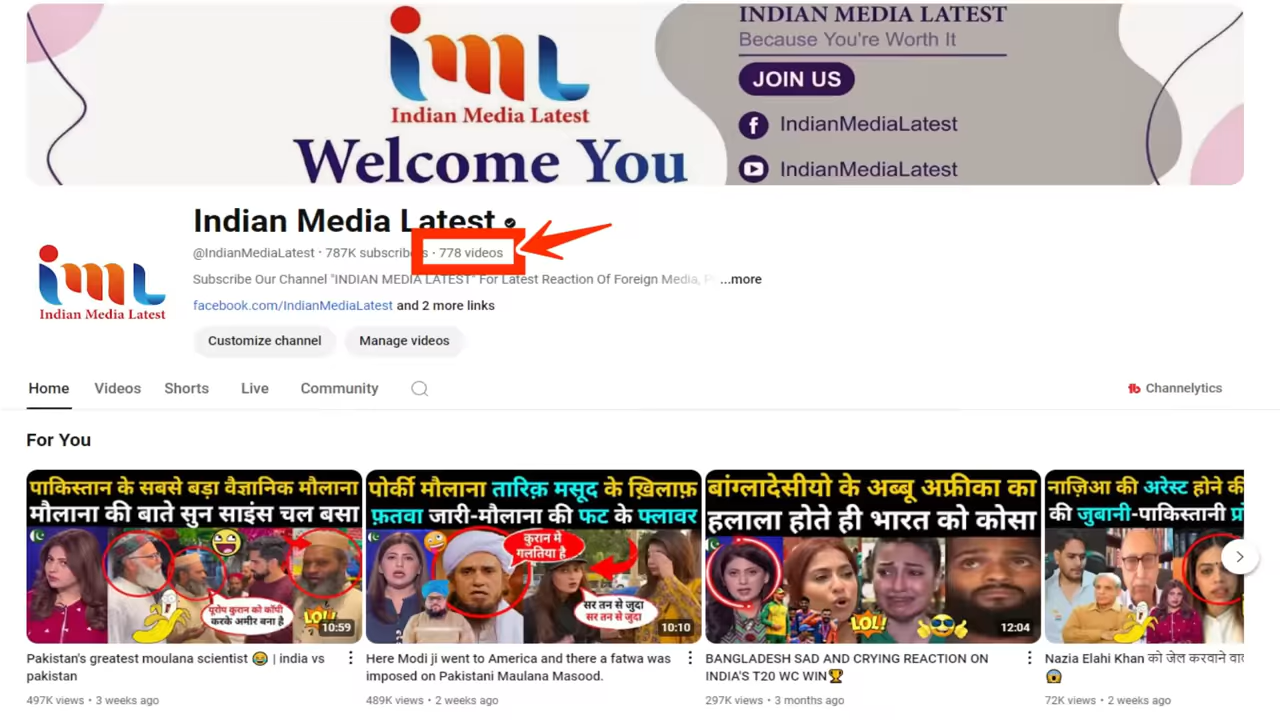 INDIAN MEDIA LATEST
Because You're Worth It
JOIN US
IndianMediaLatest
IndianMediaLatest
iml
Indian Media Latest
Welcome You
iml
Indian Media Latest
Indian Media Latest
@IndianMediaLatest · 787K subscribers · 778 videos
Subscribe Our Channel "INDIAN MEDIA LATEST" For Latest Reaction Of Foreign Media, ...more
facebook.com/IndianMediaLatest and 2 more links
Customize channel Manage videos
Home Videos Shorts Live Community
Channelytics
For You
पाकिस्तान के सबसे बड़ा वैज्ञानिक मौलाना
मौलाना की बाते सुन साइंस चल बसा
यूरोप कुरान को कॉपी
करके अमीर बना है
LOL!
10:59
Pakistan's greatest moulana scientist 😂 | india vs
pakistan
497K views · 3 weeks ago
पोर्की मौलाना तारिक़ मसूद के ख़िलाफ़
फ़तवा जारी-मौलाना की फट के फ्लावर
कुरान में
गलतिया है
सर तन से जुदा
सर तन से जुदा
10:10
Here Modi ji went to America and there a fatwa was
imposed on Pakistani Maulana Masood.
489K views · 2 weeks ago
बांग्लादेसीयो के अब्बू अफ्रीका का
हलाला होते ही भारत को कोसा
LOL!
12:04
BANGLADESH SAD AND CRYING REACTION ON
INDIA'S T20 WC WIN🏆
297K views · 3 months ago
नाज़िआ की अरेस्ट होने की
की जुबानी-पाकिस्तानी
Nazia Elahi Khan को जेल करवाने
😱
72K views · 2 weeks ago